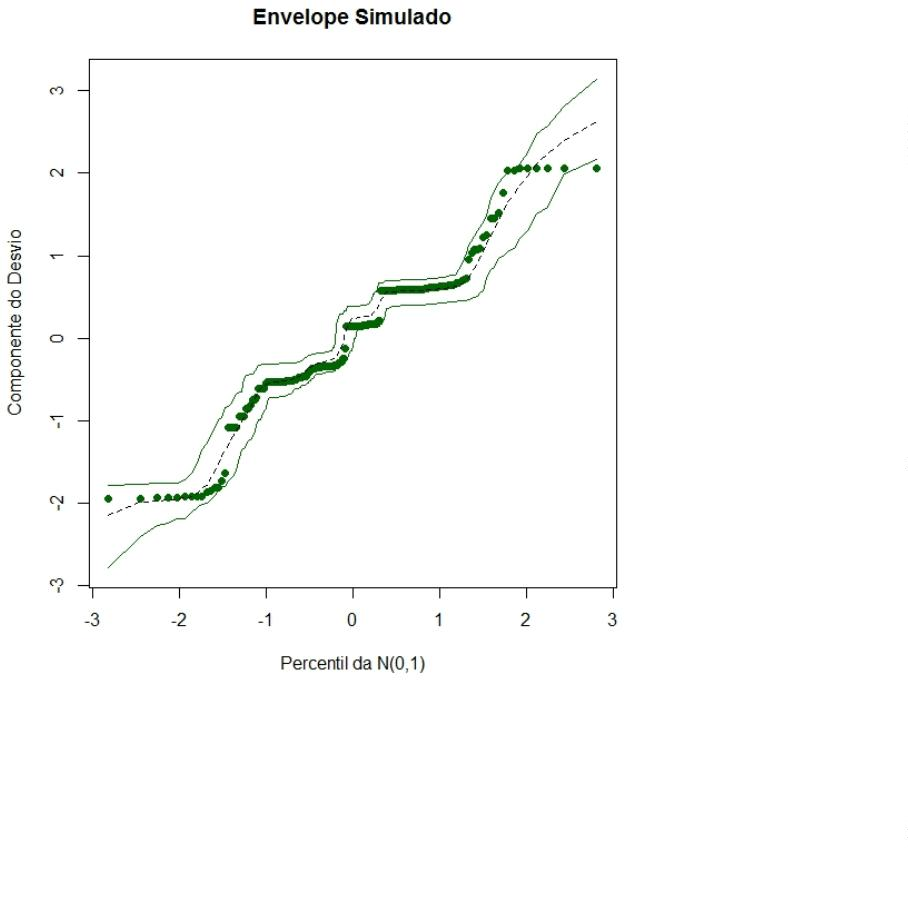 Envelope Simulado
3
2
1
0
-1
-2
-3
Componente do Desvio
-3 -2 -1 0 1 2 3
Percentil da N(0,1)